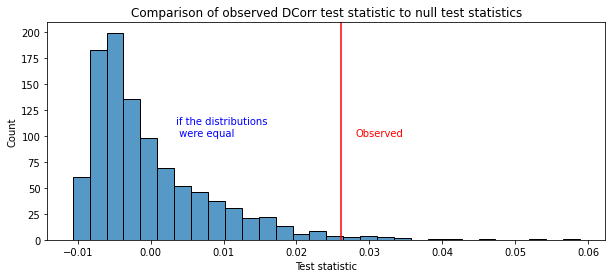 Comparison of observed DCorr test statistic to null test statistics
200
175
150
125
100
75
50
25
0
Count
if the distributions
were equal
Observed
−0.01 0.00 0.01 0.02 0.03 0.04 0.05 0.06
Test statistic